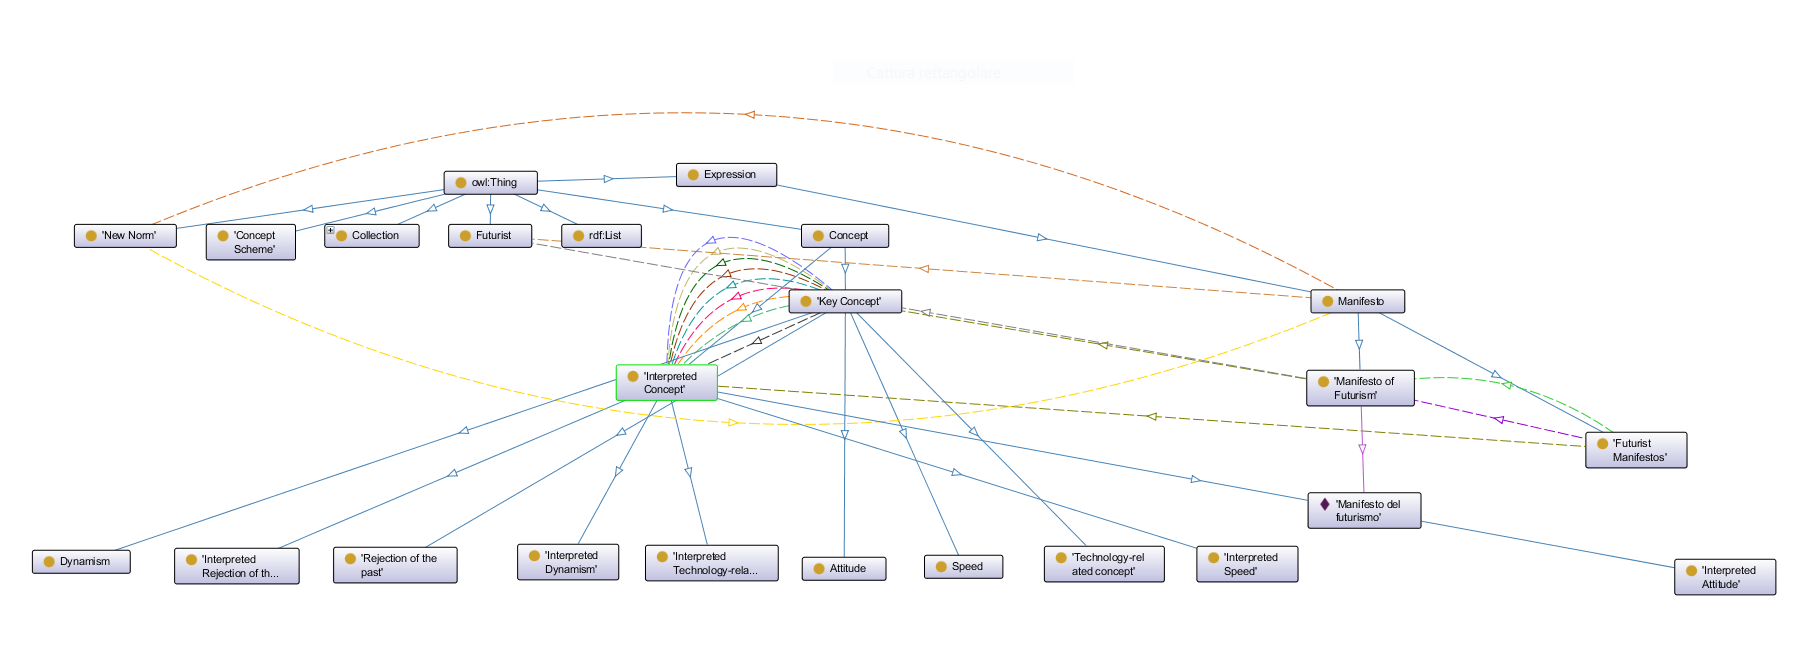 Cattura rettangolare
owl:Thing
Expression
'New Norm'
'Concept
Scheme'
Collection
Futurist
rdf:List
Concept
'Key Concept'
Manifesto
'Interpreted
Concept'
'Manifesto of
Futurism'
'Futurist
Manifestos'
'Manifesto del
futurismo'
Dynamism
'Interpreted
Rejection of th...
'Rejection of the
past'
'Interpreted
Dynamism'
'Interpreted
Technology-rela...
Attitude
Speed
'Technology-rel
ated concept'
'Interpreted
Speed'
'Interpreted
Attitude'